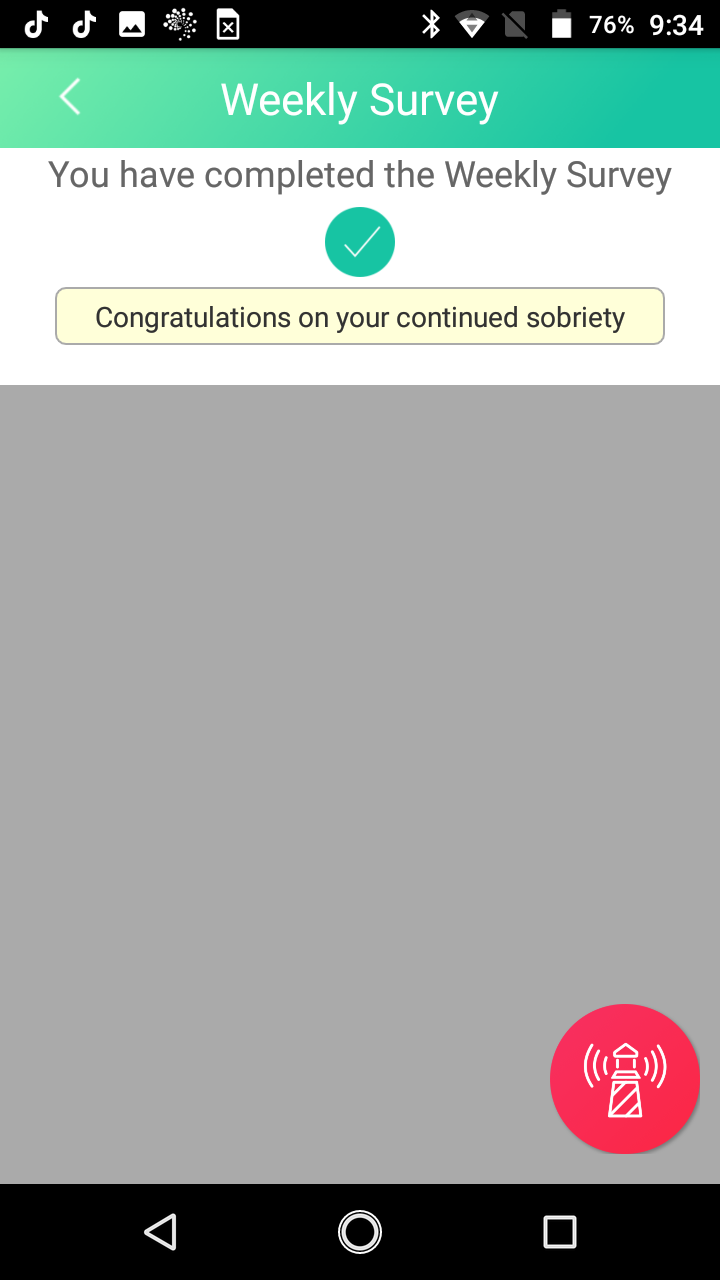 76% 9:34
Weekly Survey
You have completed the Weekly Survey
Congratulations on your continued sobriety